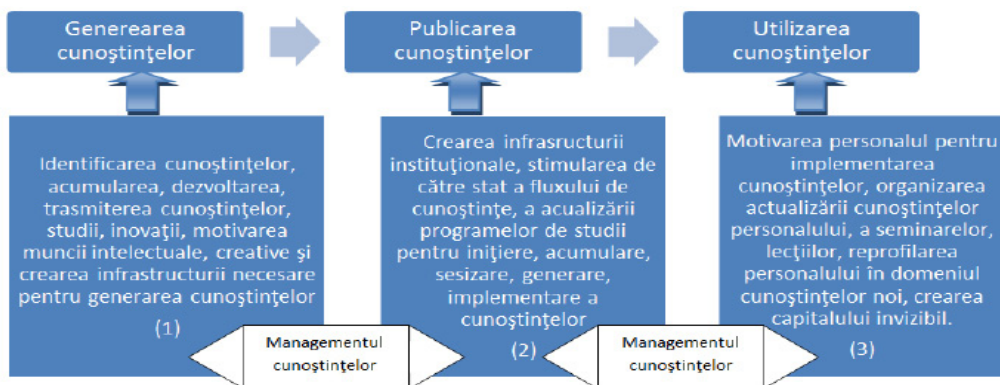 Generearea
cunoştinţelor
Publicarea
cunoştinţelor
Utilizarea
cunoştinţelor
Identificarea cunoştinţelor,
acumularea, dezvoltarea,
trasmiterea cunoştinţelor,
studii, inovaţii, motivarea
muncii intelectuale, creative şi
crearea infrastructurii necesare
pentru generarea cunoştinţelor
(1)
Crearea infrasructurii
instituţionale, stimularea de
către stat a fluxului de
cunoştinţe, a acualizării
programelor de studii
pentru iniţiere, acumulare,
sesizare, generare,
implementare a
cunoştinţelor
(2)
Motivarea personalul pentru
implementarea
cunoştinţelor, organizarea
actualizării cunoştinţelor
personalului, a seminarelor,
lecţiilor, reprofilarea
personalului în domeniul
cunoştinţelor noi, crearea
capitalului invizibil.
(3)
Managementul
cunoştinţelor
Managementul
cunoştinţelor